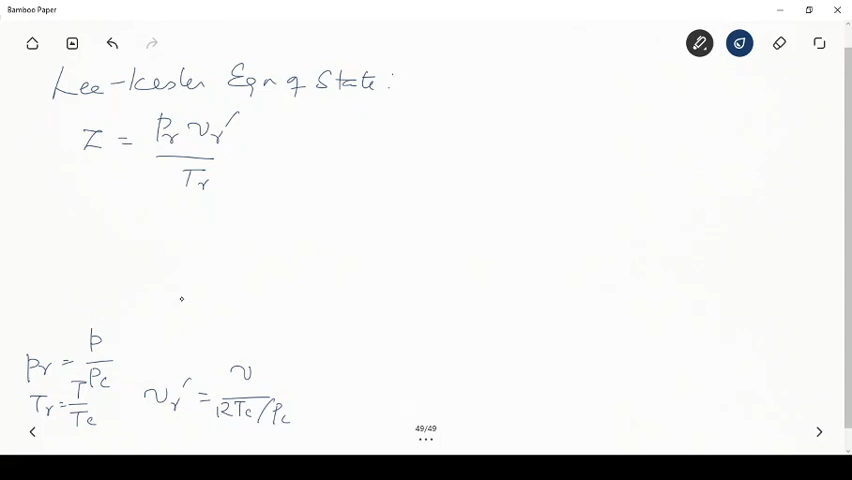 Bamboo Paper
Lee-Kesler Eqn of State:
Z = Pr vr′ / Tr
pr = p / pc
Tr = T / Tc
vr′ = v / RTc/Pc
49/49